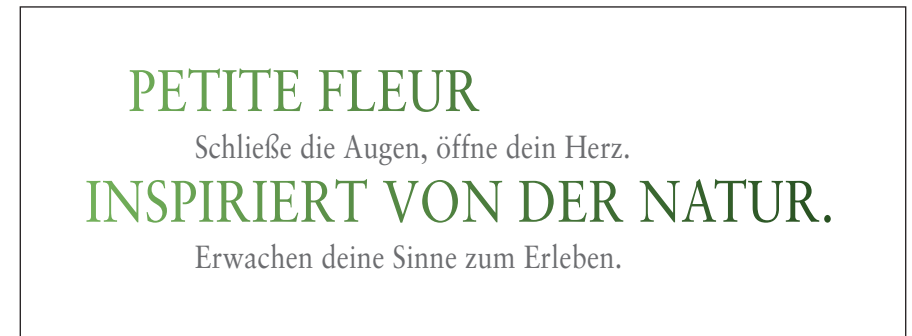 PETITE FLEUR
Schließe die Augen, öffne dein Herz.
INSPIRIERT VON DER NATUR.
Erwachen deine Sinne zum Erleben.